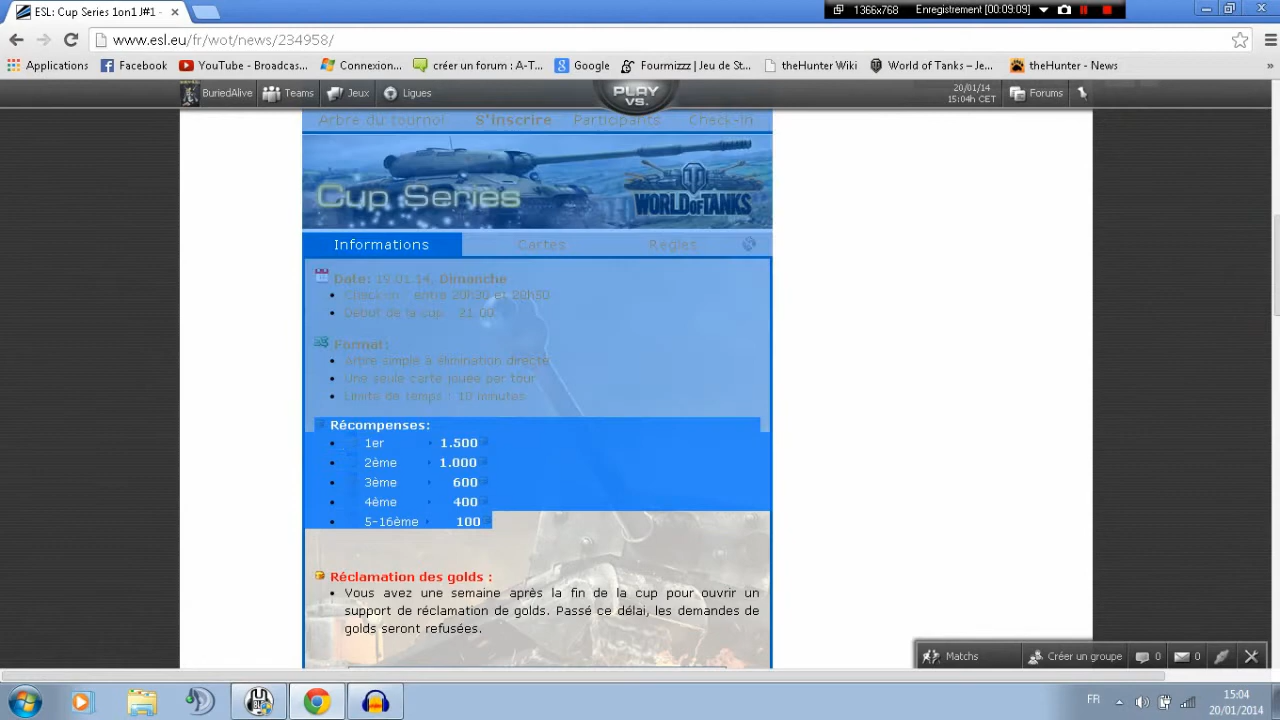 ESL: Cup Series 1on1 J#1 -
1366x768 Enregistrement [00:09:09]
www.esl.eu/fr/wot/news/234958/
Applications Facebook YouTube - Broadcas... Connexion... créer un forum : A-T... Google Fourmizzz | Jeu de St... theHunter Wiki World of Tanks – Je... theHunter - News »
BuriedAlive Teams Jeux Ligues PLAY VS. 20/01/14 15:04h CET Forums
Arbre du tournoi S'inscrire Participants Check-In
Cup Series WORLD OF TANKS
Informations Cartes Règles
Date: 19.01.14, Dimanche
• Check-in : entre 20h30 et 20h50
• Début de la cup : 21:00
Format:
• Arbre simple à élimination directe
• Une seule carte jouée par tour
• Limite de temps : 10 minutes
Récompenses:
• 1er 1.500
• 2ème 1.000
• 3ème 600
• 4ème 400
• 5-16ème 100
Réclamation des golds :
• Vous avez une semaine après la fin de la cup pour ouvrir un
support de réclamation de golds. Passé ce délai, les demandes de
golds seront refusées.
Matchs Créer un groupe 0 0
FR 15:04
20/01/2014